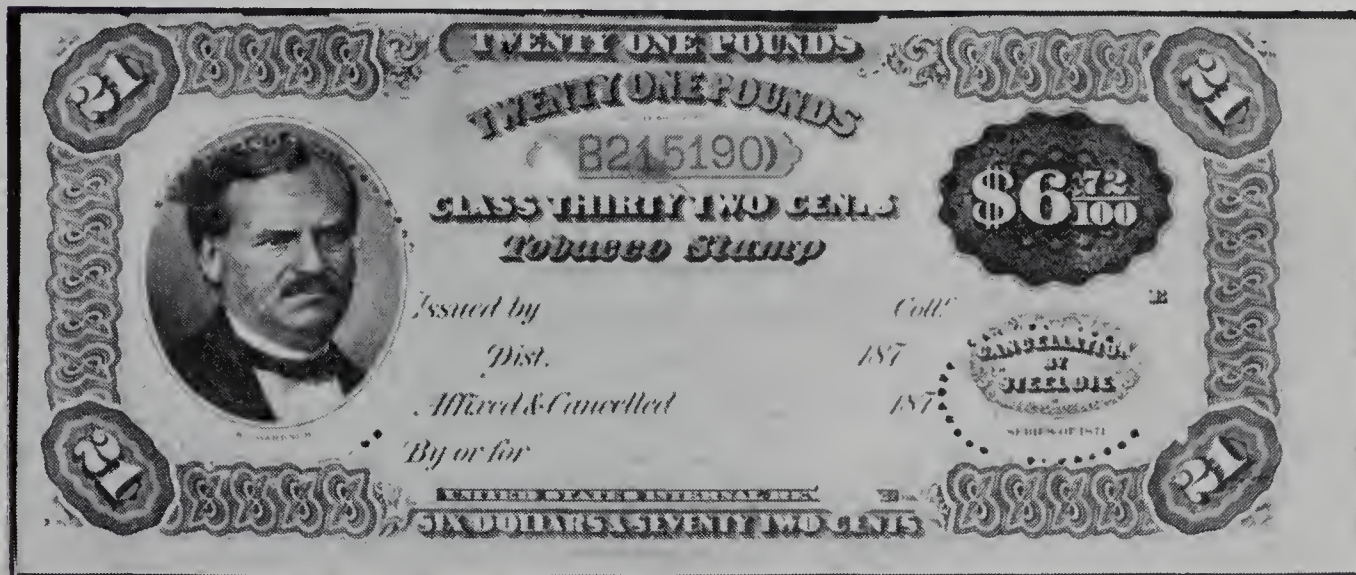 21
TWENTY ONE POUNDS
21
TWENTY ONE POUNDS
B215190
CLASS THIRTY TWO CENTS
Tobacco Stamp
$6 72/100
Issued by Coll.
Dist. 187
Affixed & Cancelled 187
By or for
CANCELLATION
BY
STEEL DIE
SERIES OF 1871
UNITED STATES INTERNAL REV.
21
SIX DOLLARS & SEVENTY TWO CENTS
21